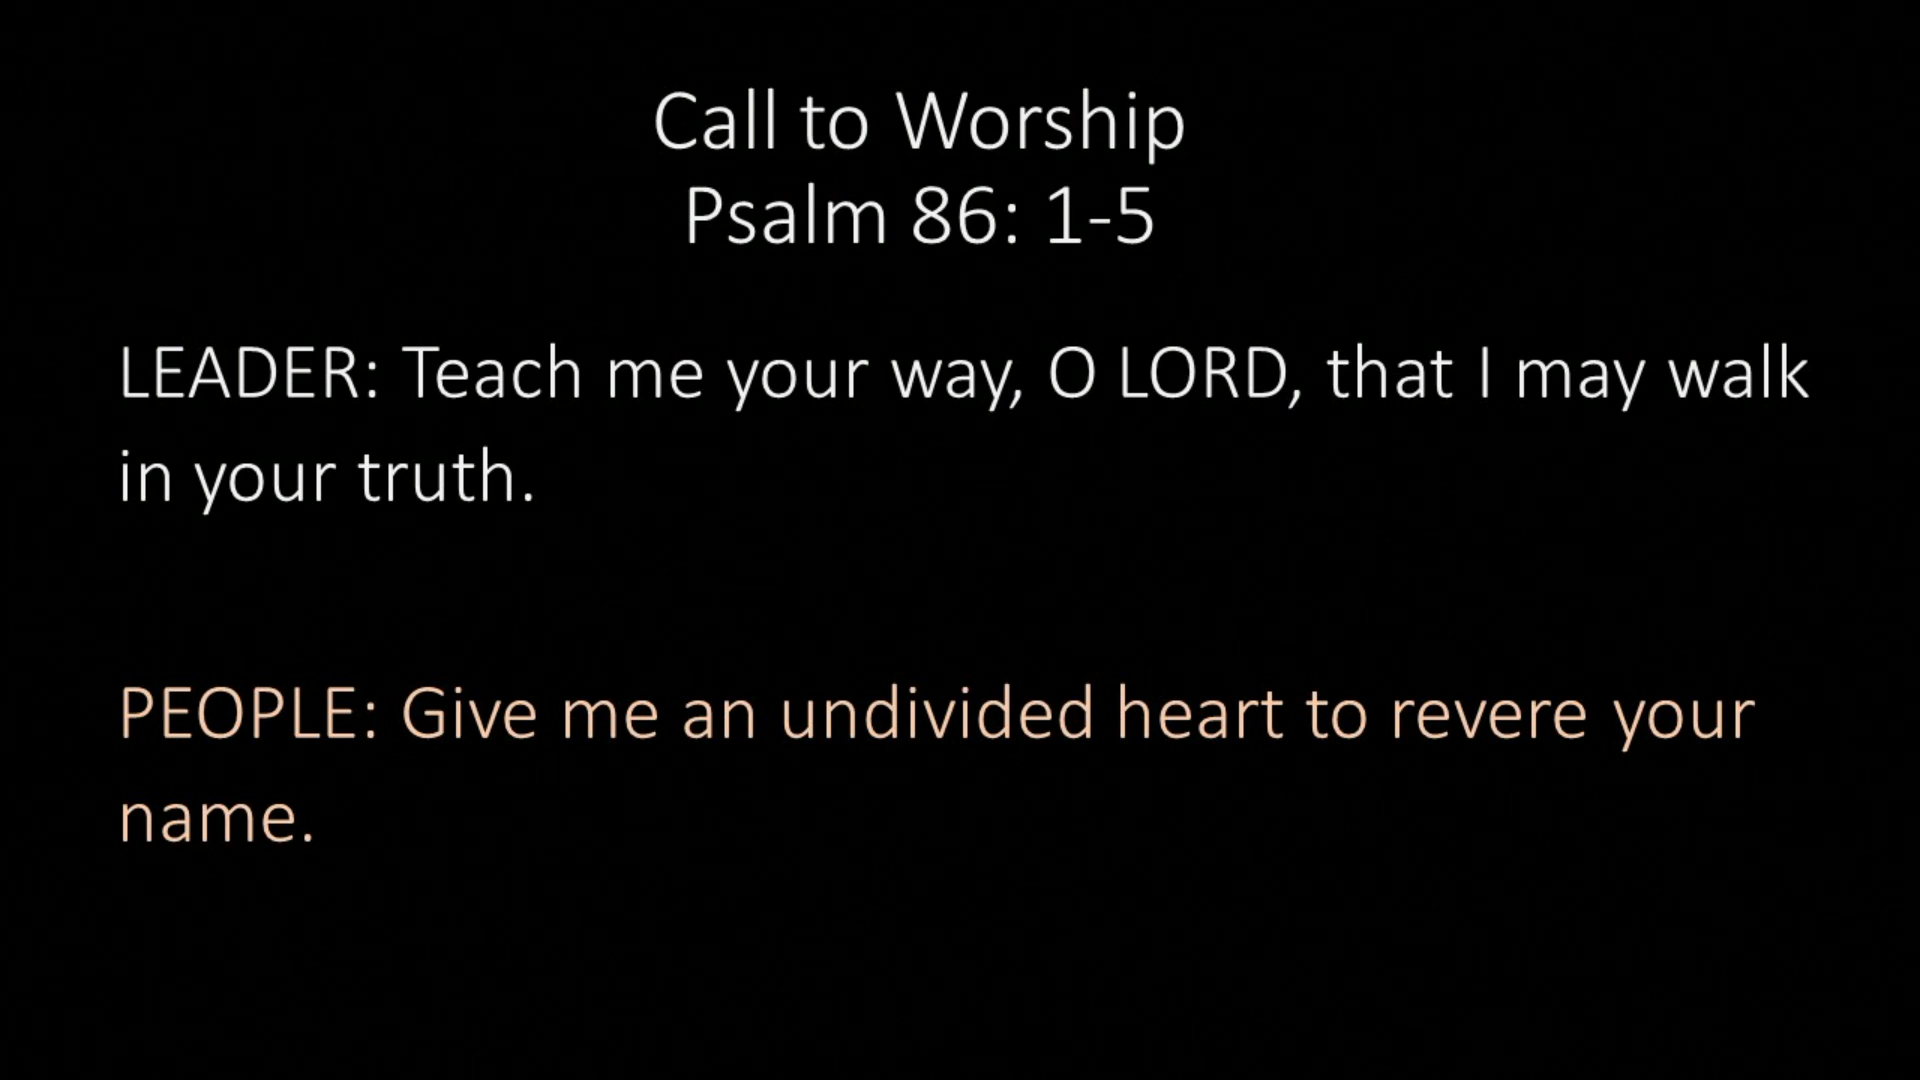 Call to Worship
Psalm 86: 1-5
LEADER: Teach me your way, O LORD, that I may walk
in your truth.
PEOPLE: Give me an undivided heart to revere your
name.